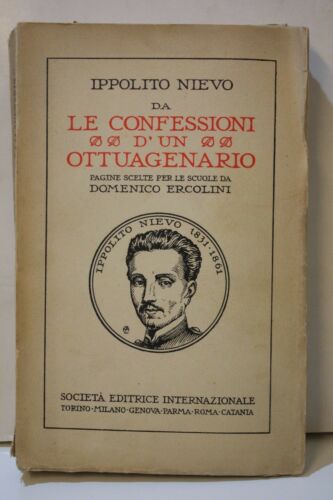 IPPOLITO NIEVO
DA
LE CONFESSIONI
D'UN
OTTUAGENARIO
PAGINE SCELTE PER LE SCUOLE DA
DOMENICO ERCOLINI
IPPOLITO NIEVO 1831·1861
SOCIETÀ EDITRICE INTERNAZIONALE
TORINO·MILANO·GENOVA·PARMA·ROMA·CATANIA